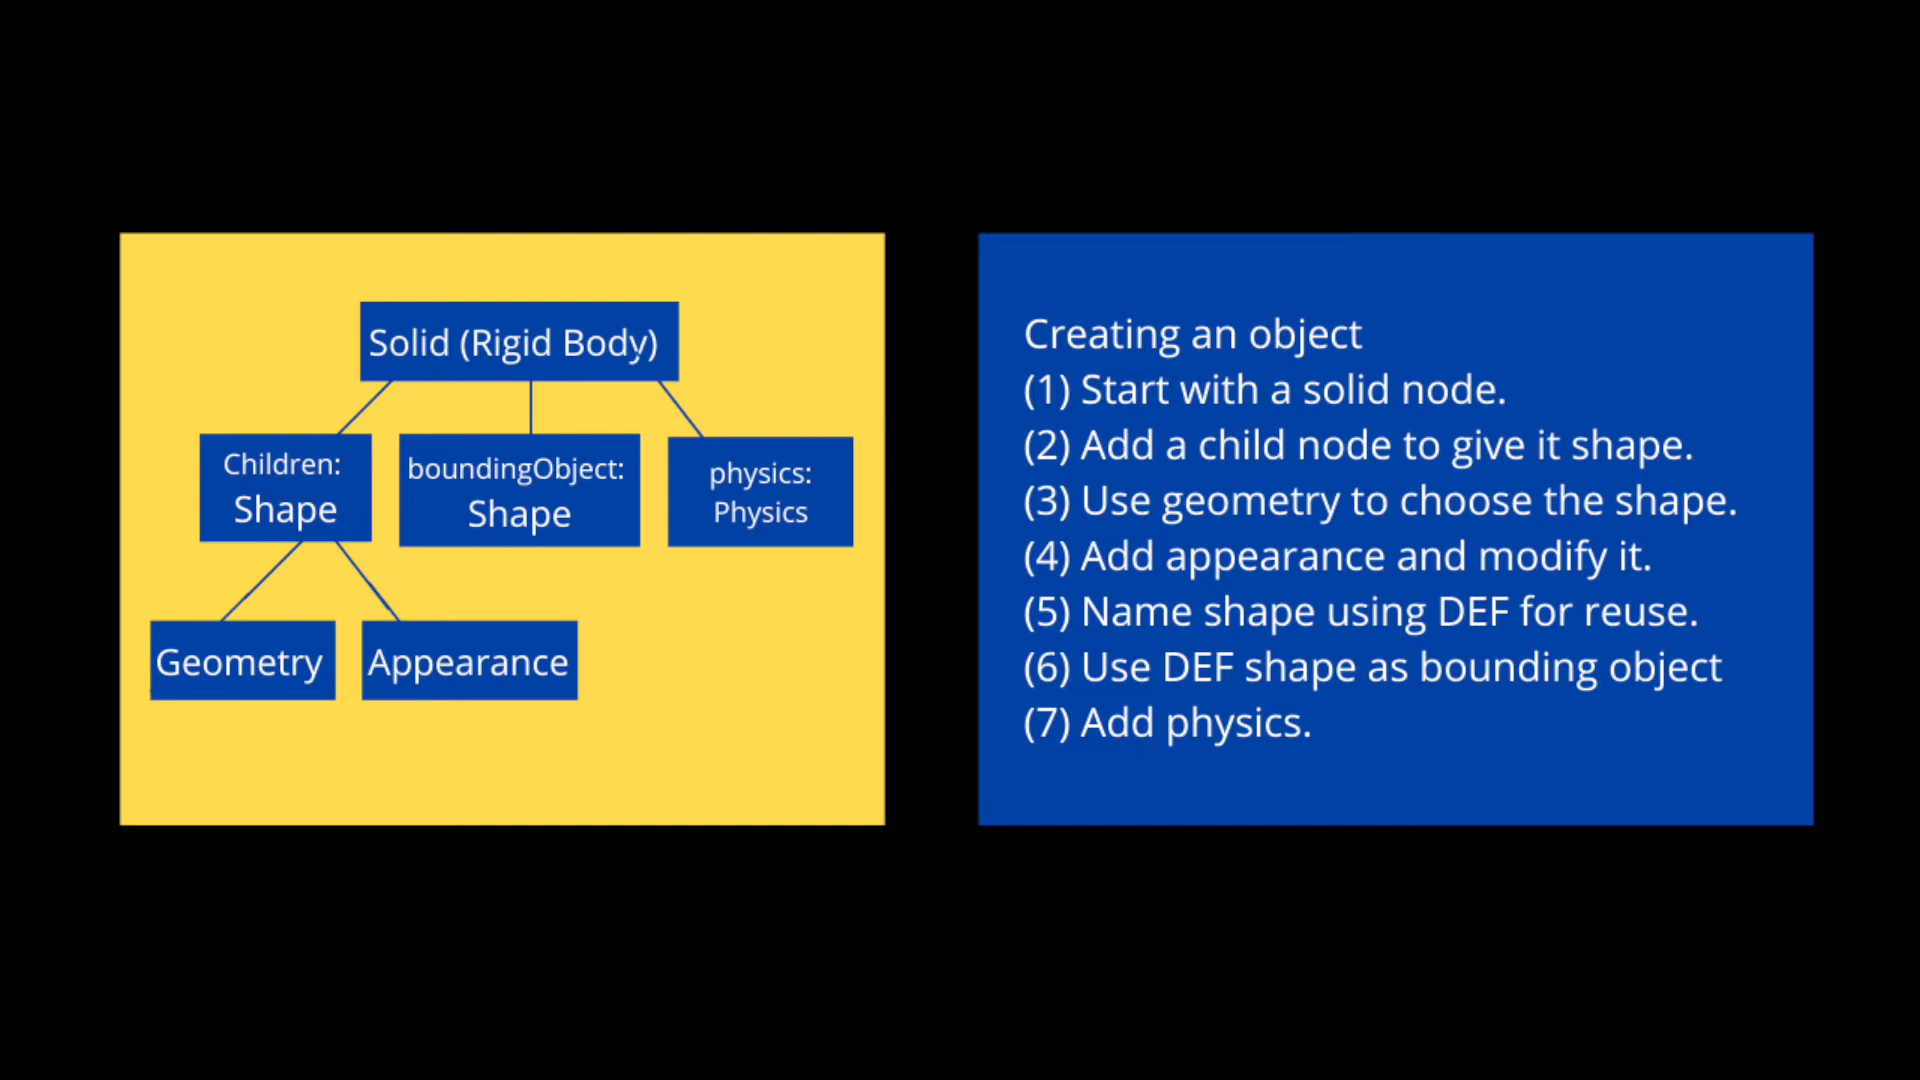 Solid (Rigid Body)
Children:
Shape
boundingObject:
Shape
physics:
Physics
Geometry
Appearance
Creating an object
(1) Start with a solid node.
(2) Add a child node to give it shape.
(3) Use geometry to choose the shape.
(4) Add appearance and modify it.
(5) Name shape using DEF for reuse.
(6) Use DEF shape as bounding object
(7) Add physics.